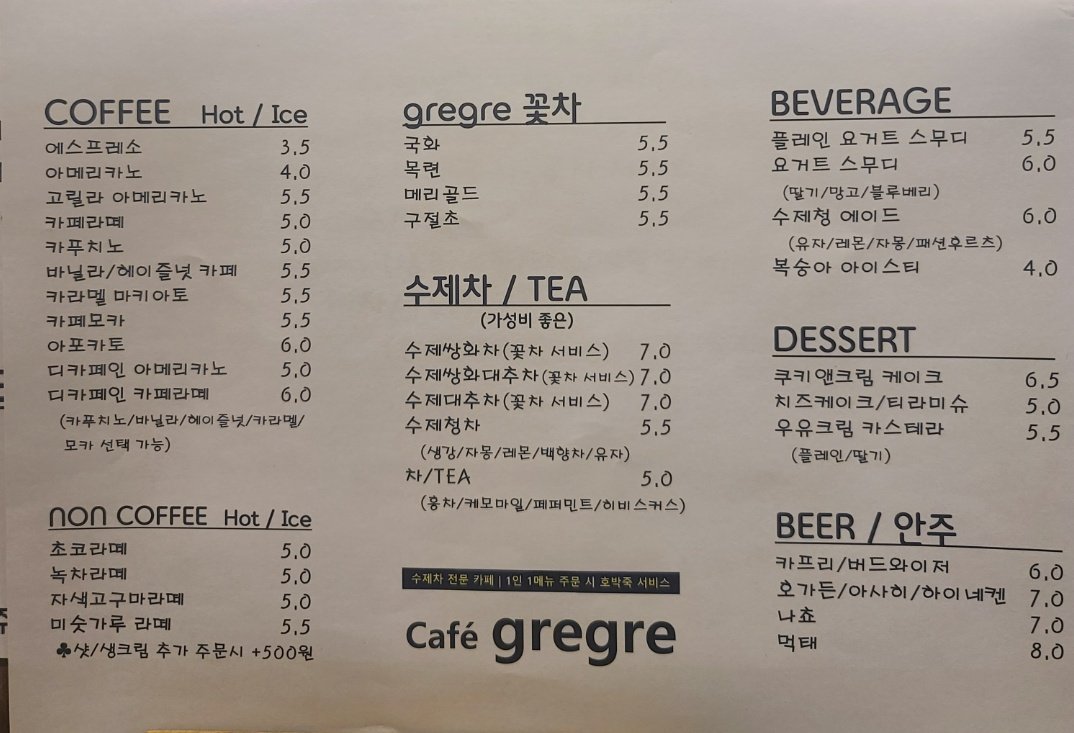 COFFEE Hot / Ice
에스프레소 3.5
아메리카노 4.0
고릴라 아메리카노 5.5
카페라떼 5.0
카푸치노 5.0
바닐라/헤이즐넛 카페 5.5
카라멜 마키아토 5.5
카페모카 5.5
아포카토 6.0
디카페인 아메리카노 5.0
디카페인 카페라떼 6.0
(카푸치노/바닐라/헤이즐넛/카라멜/
모카 선택 가능)
non COFFEE Hot / Ice
초코라떼 5.0
녹차라떼 5.0
자색고구마라떼 5.0
미숫가루 라떼 5.5
♣샷/생크림 추가 주문시 +500원
gregre 꽃차
국화 5.5
목련 5.5
메리골드 5.5
구절초 5.5
수제차 / TEA
(가성비 좋은)
수제쌍화차(꽃차 서비스) 7.0
수제쌍화대추차(꽃차 서비스) 7.0
수제대추차(꽃차 서비스) 7.0
수제청차 5.5
(생강/자몽/레몬/백향차/유자)
차/TEA 5.0
(홍차/케모마일/페퍼민트/히비스커스)
수제차 전문 카페 | 1인 1메뉴 주문 시 호박죽 서비스
Café gregre
BEVERAGE
플레인 요거트 스무디 5.5
요거트 스무디 6.0
(딸기/망고/블루베리)
수제청 에이드 6.0
(유자/레몬/자몽/패션후르츠)
복숭아 아이스티 4.0
DESSERT
쿠키앤크림 케이크 6.5
치즈케이크/티라미슈 5.0
우유크림 카스테라 5.5
(플레인/딸기)
BEER / 안주
카프리/버드와이저 6.0
호가든/아사히/하이네켄 7.0
나쵸 7.0
먹태 8.0